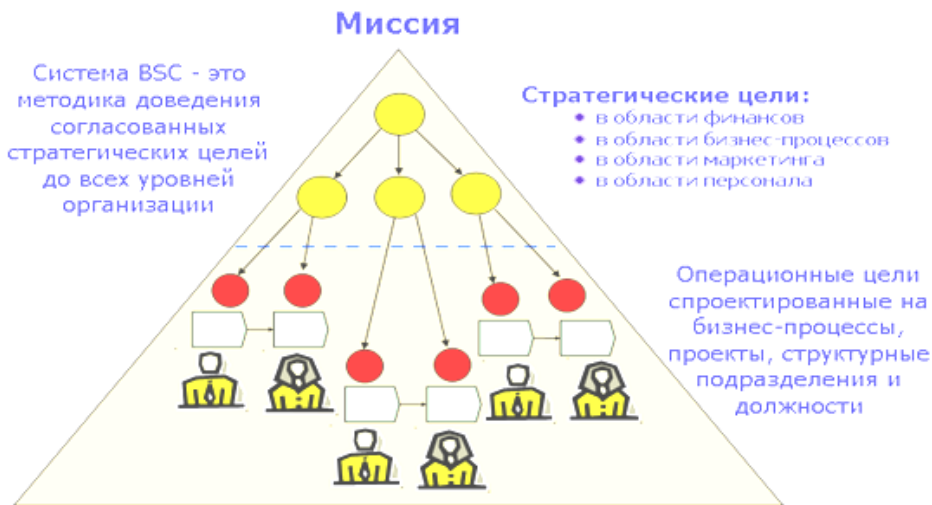 Миссия
Система BSC - это
методика доведения
согласованных
стратегических целей
до всех уровней
организации
Стратегические цели:
• в области финансов
• в области бизнес-процессов
• в области маркетинга
• в области персонала
Операционные цели
спроектированные на
бизнес-процессы,
проекты, структурные
подразделения и
должности